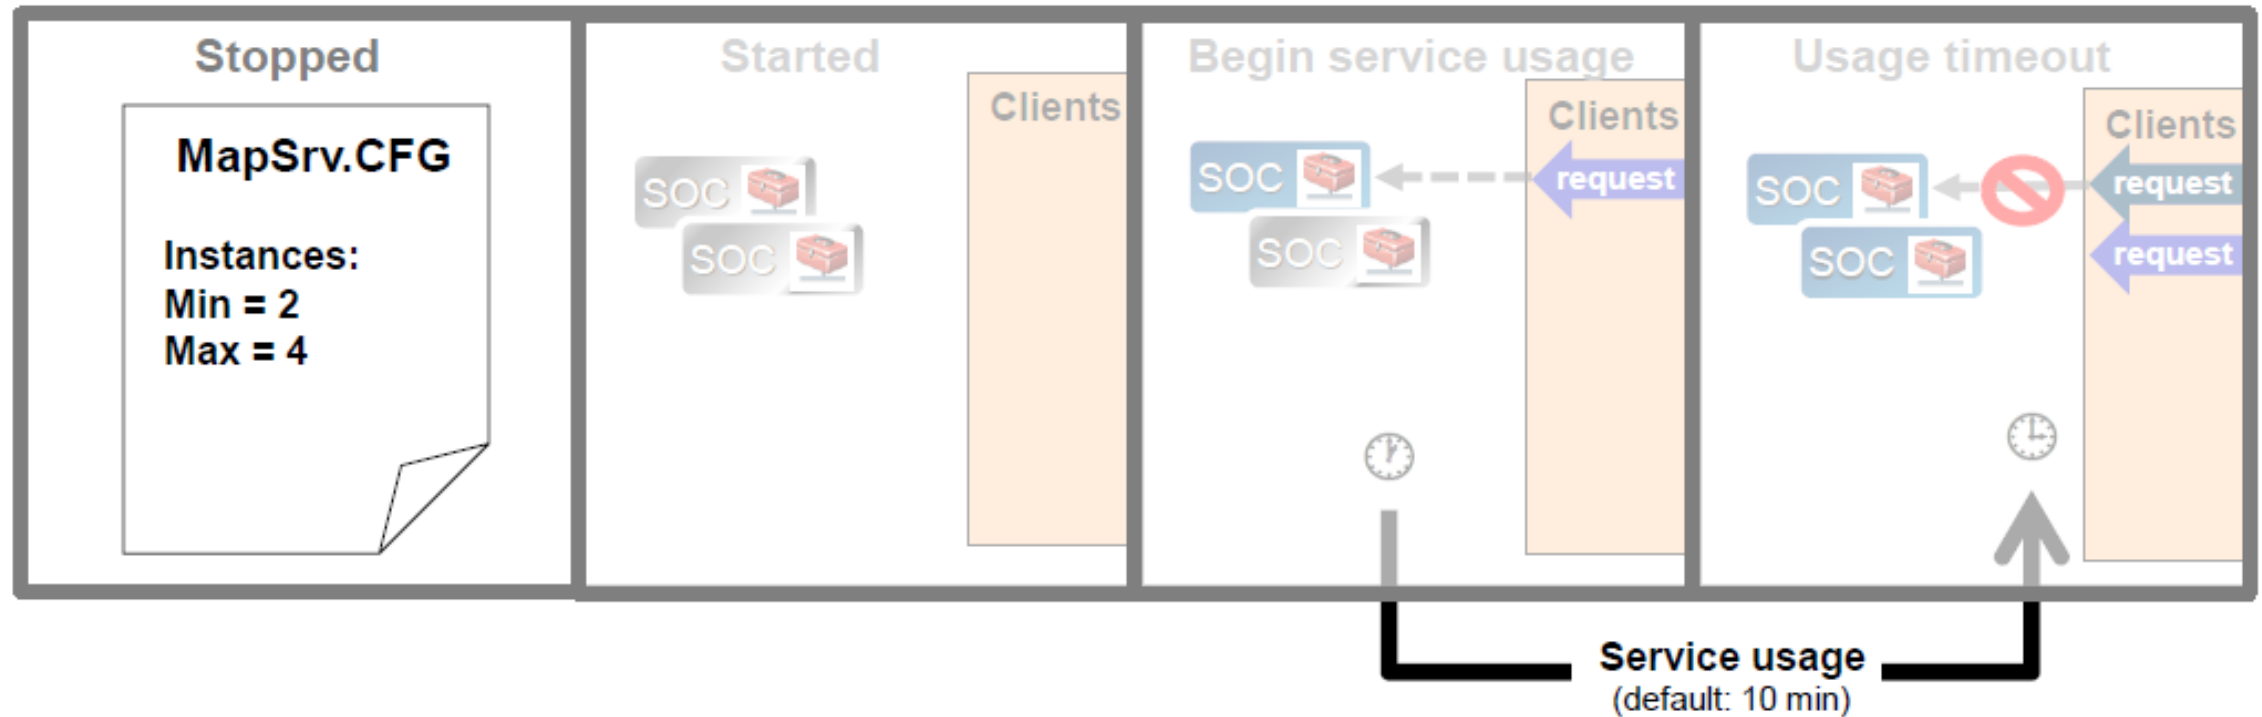 Stopped
MapSrv.CFG
Instances:
Min = 2
Max = 4
Started
Clients
SOC
SOC
Begin service usage
Clients
SOC
request
SOC
Usage timeout
Clients
SOC
request
SOC
request
Service usage
(default: 10 min)